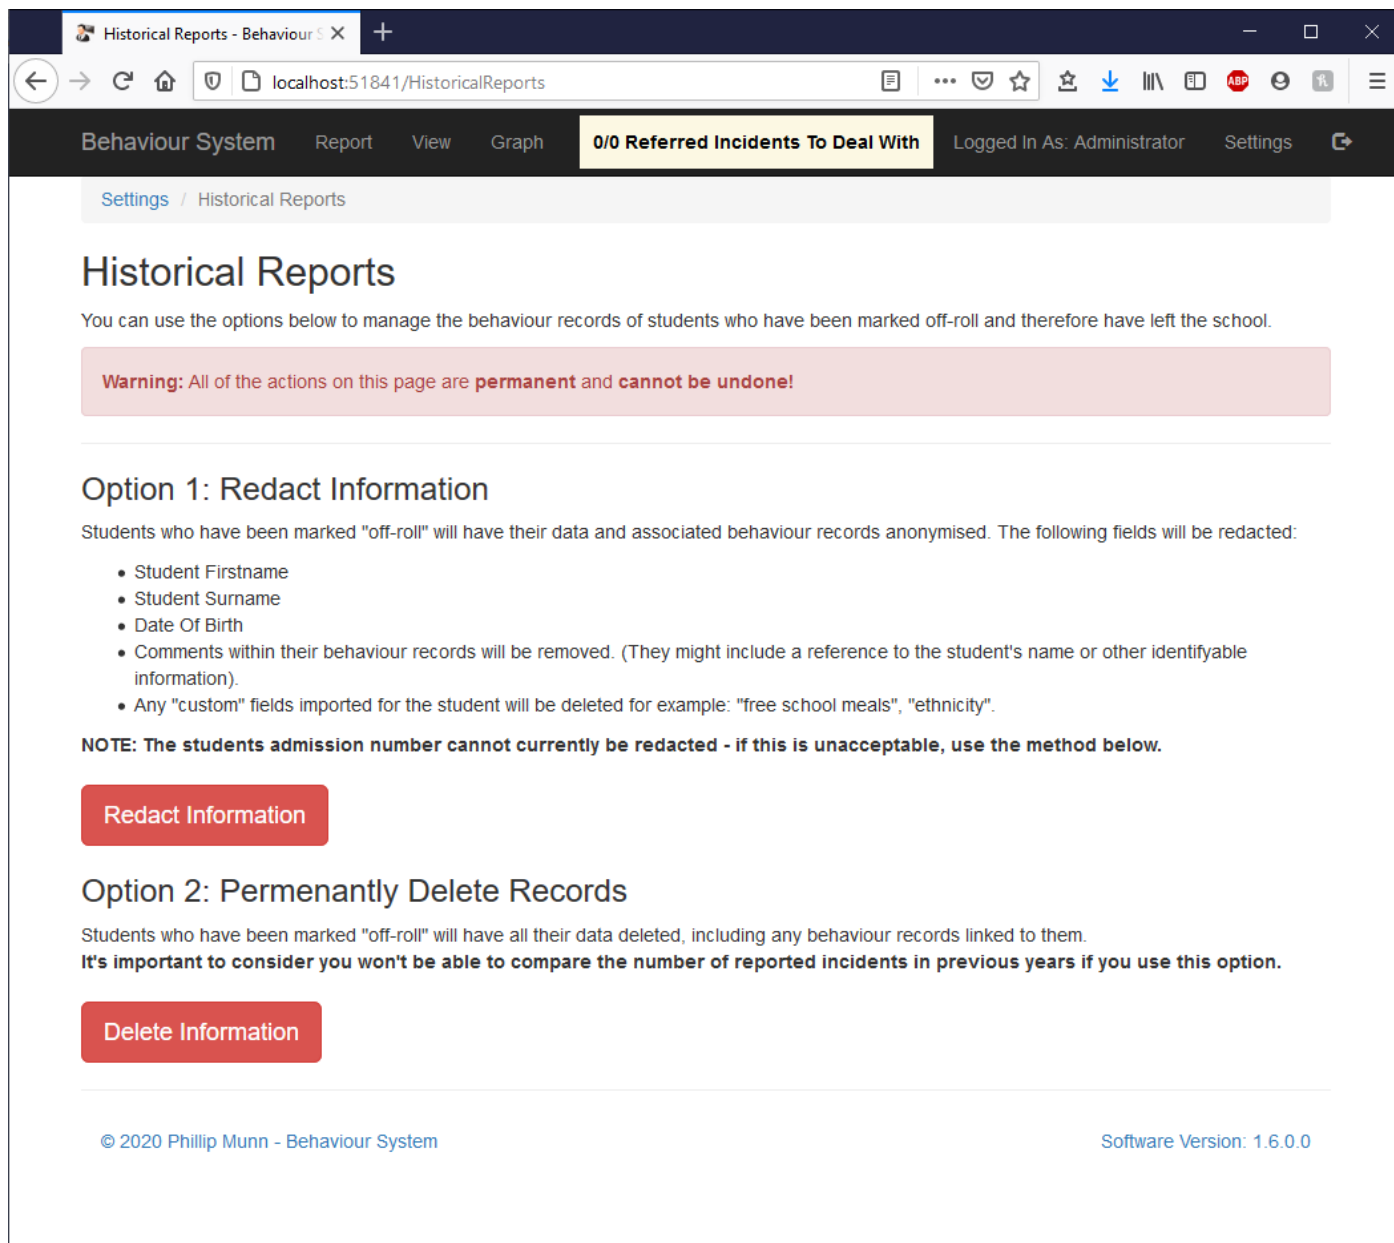 Historical Reports - Behaviour S
localhost:51841/HistoricalReports
ABP
Behaviour System Report View Graph 0/0 Referred Incidents To Deal With Logged In As: Administrator Settings
Settings / Historical Reports
Historical Reports
You can use the options below to manage the behaviour records of students who have been marked off-roll and therefore have left the school.
Warning: All of the actions on this page are permanent and cannot be undone!
Option 1: Redact Information
Students who have been marked "off-roll" will have their data and associated behaviour records anonymised. The following fields will be redacted:
• Student Firstname
• Student Surname
• Date Of Birth
• Comments within their behaviour records will be removed. (They might include a reference to the student's name or other identifyable
information).
• Any "custom" fields imported for the student will be deleted for example: "free school meals", "ethnicity".
NOTE: The students admission number cannot currently be redacted - if this is unacceptable, use the method below.
Redact Information
Option 2: Permenantly Delete Records
Students who have been marked "off-roll" will have all their data deleted, including any behaviour records linked to them.
It's important to consider you won't be able to compare the number of reported incidents in previous years if you use this option.
Delete Information
© 2020 Phillip Munn - Behaviour System Software Version: 1.6.0.0